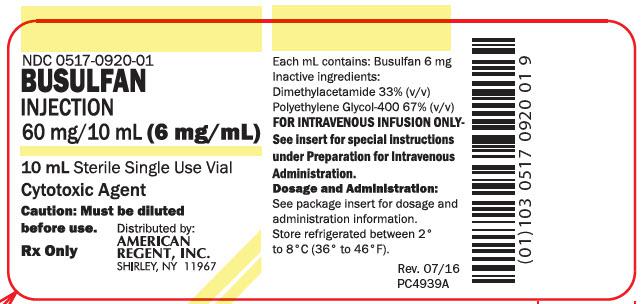 NDC 0517-0920-01
BUSULFAN
INJECTION
60 mg/10 mL (6 mg/mL)
10 mL Sterile Single Use Vial
Cytotoxic Agent
Caution: Must be diluted
before use.
Rx Only
Distributed by:
AMERICAN
REGENT, INC.
SHIRLEY, NY 11967
Each mL contains: Busulfan 6 mg
Inactive ingredients:
Dimethylacetamide 33% (v/v)
Polyethylene Glycol-400 67% (v/v)
FOR INTRAVENOUS INFUSION ONLY-
See insert for special instructions
under Preparation for Intravenous
Administration.
Dosage and Administration:
See package insert for dosage and
administration information.
Store refrigerated between 2°
to 8°C (36° to 46°F).
Rev. 07/16
PC4939A
(01) 103 0517 0920 01 9